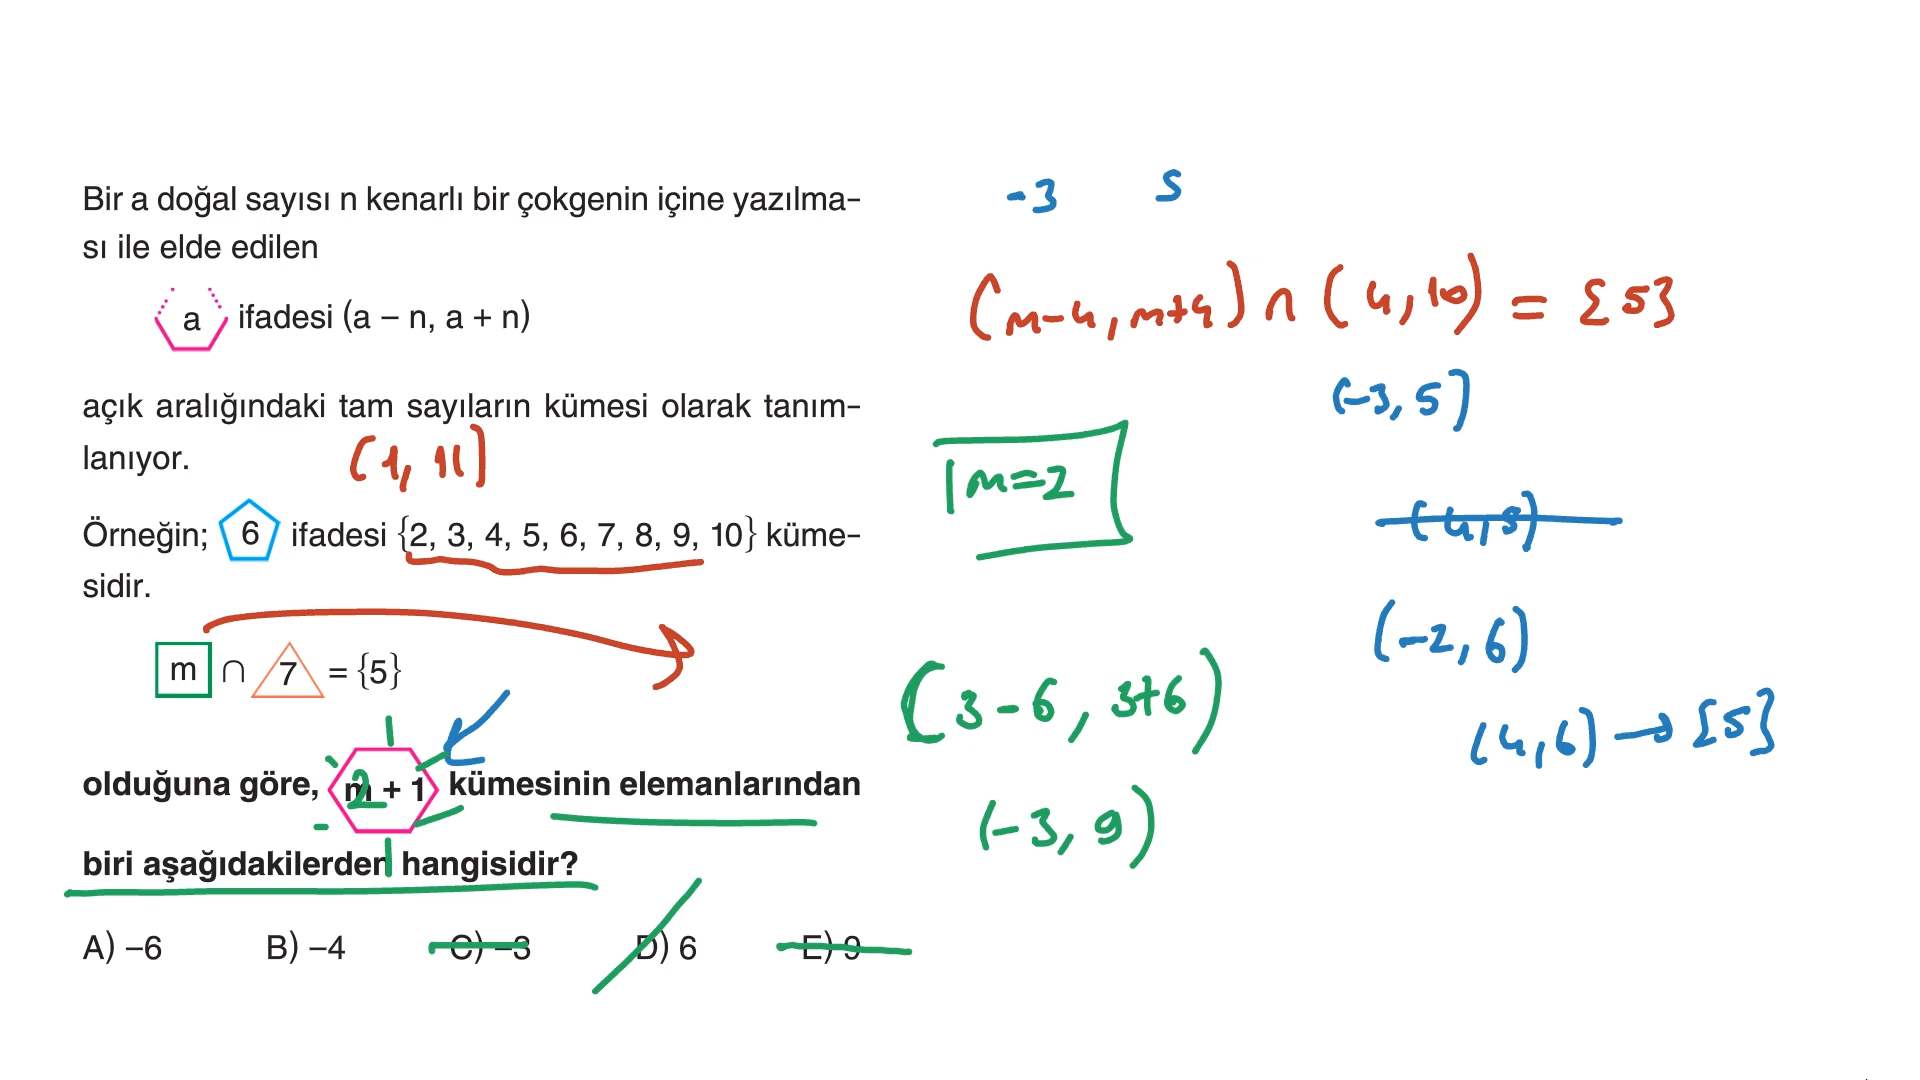 Bir a doğal sayısı n kenarlı bir çokgenin içine yazılma-
sı ile elde edilen
a ifadesi (a – n, a + n)
açık aralığındaki tam sayıların kümesi olarak tanım-
lanıyor.
(1, 11)
Örneğin; 6 ifadesi {2, 3, 4, 5, 6, 7, 8, 9, 10} küme-
sidir.
m ∩ 7 = {5}
olduğuna göre, m + 1 kümesinin elemanlarından
2
biri aşağıdakilerden hangisidir?
A) –6 B) –4 C) –3 D) 6 E) 9
-3 5
(m-4, m+4) ∩ (4, 10) = {5}
(-3, 5)
m=2
(4, 5)
(-2, 6)
(4, 6) → {5}
(3-6, 3+6)
(-3, 9)